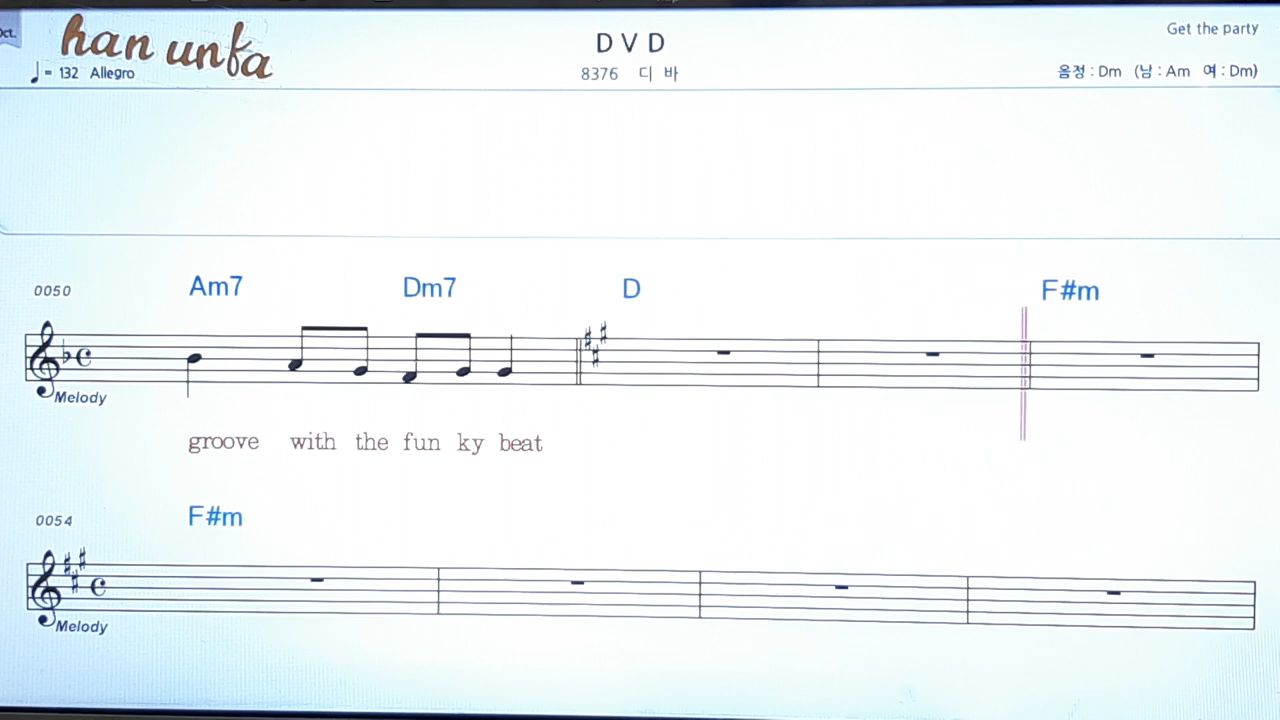 Oct.
han unfa
= 132 Allegro
D V D
8376 디 바
Get the party
음정 : Dm (남 : Am 여 : Dm)
0050
Am7 Dm7 D F#m
Melody
groove with the fun ky beat
0054
F#m
Melody